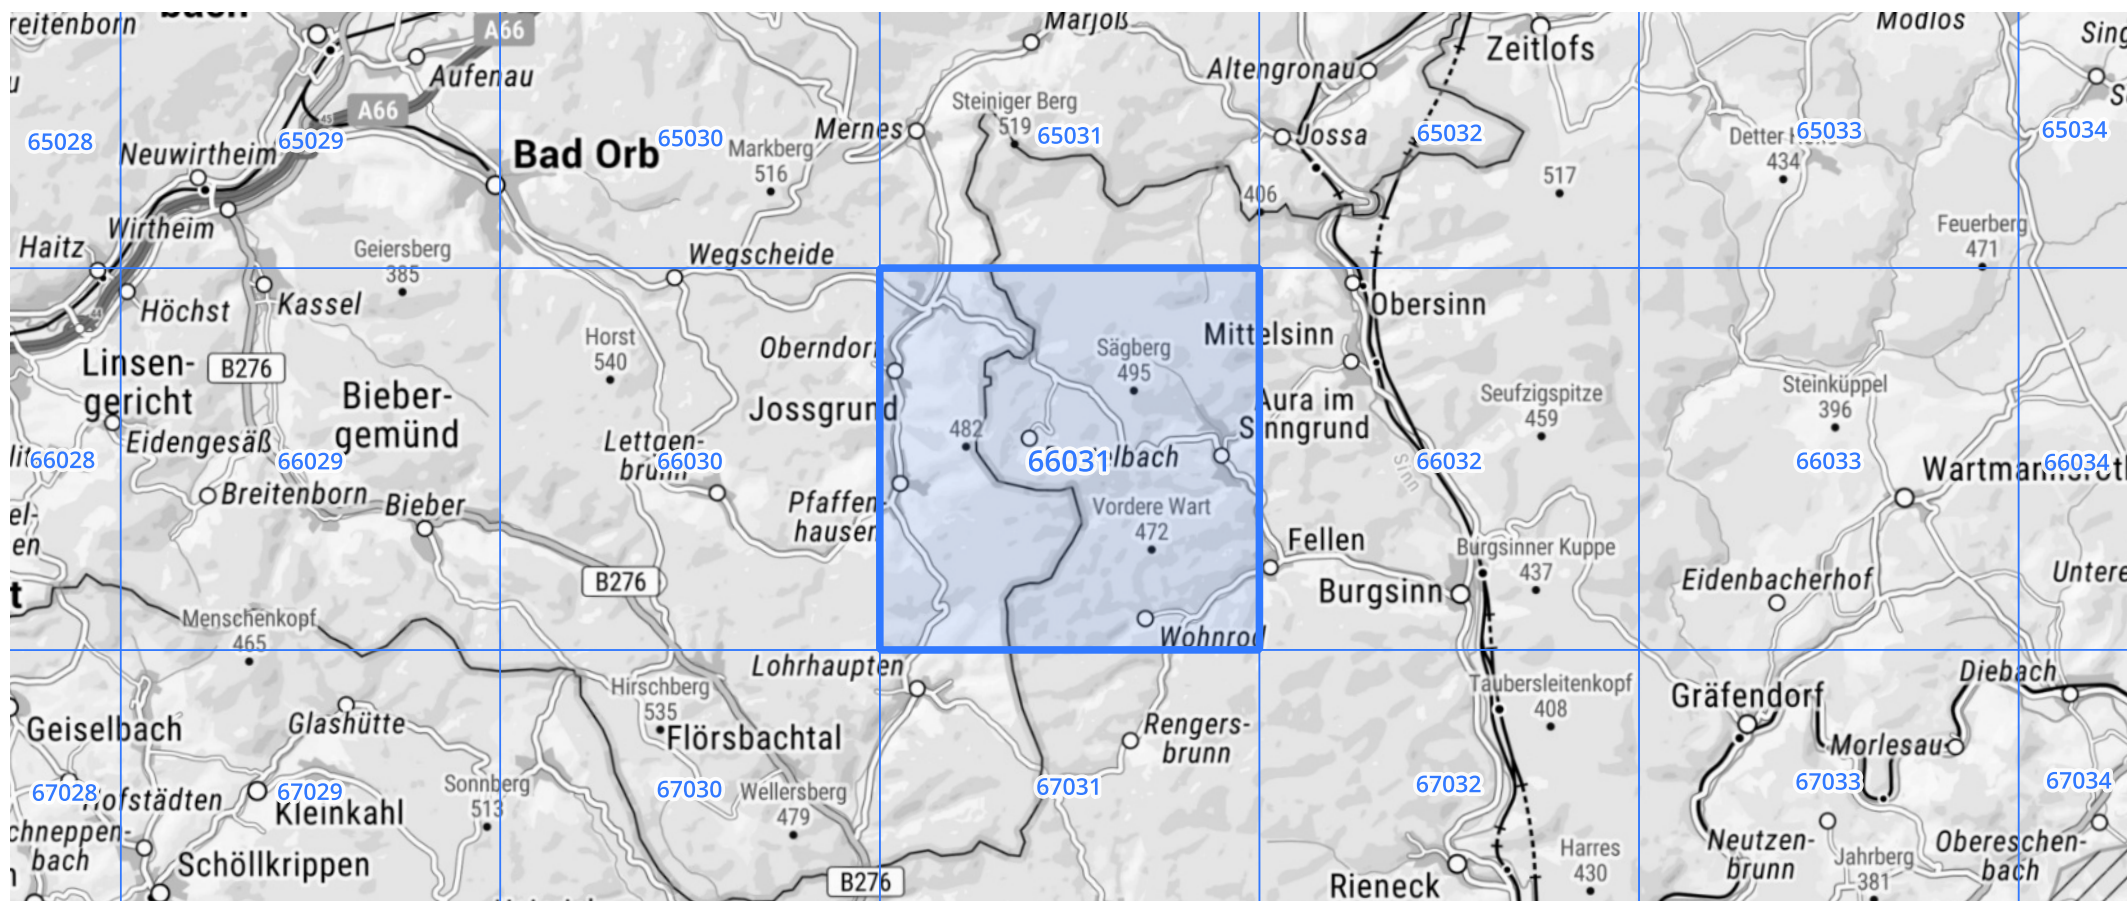 Marjoß
Modlos
A66
Zeitlofs
Aufenau
Altengronau
A66
Steiniger Berg
519
65028
65029
65030
65031
65032
65033
65034
Mernes
Jossa
45
Neuwirtheim
Bad Orb
Markberg
516
434
517
406
Wirtheim
Haitz
Geiersberg
385
Wegscheide
Feuerberg
471
Höchst
Kassel
Obersinn
Horst
540
Oberndorf
Sägberg
495
Mittelsinn
Linsen-
gericht
B276
Bieber-
gemünd
Jossgrund
Aura im
Sinngrund
Seufzigspitze
459
Steinküppel
396
Eidengesäß
482
66028
66029
66030
66031
66032
66033
66034
Sinn
Breitenborn
Bieber
Pfaffen-
hausen
Vordere Wart
472
Fellen
Burgsinner Kuppe
437
B276
Burgsinn
Eidenbacherhof
Menschenkopf
465
Wohnrod
Lohrhaupten
Hirschberg
535
Taubersleitenkopf
408
Diebach
Gräfendorf
Geiselbach
Glashütte
Flörsbachtal
Rengers-
brunn
Morlesau
67028
67029
67030
67031
67032
67033
67034
Hofstädten
Kleinkahl
Sonnberg
513
Wellersberg
479
Schöllkrippen
B276
Rieneck
Harres
430
Neutzen-
brunn
Jahrberg
381
Obereschen-
bach